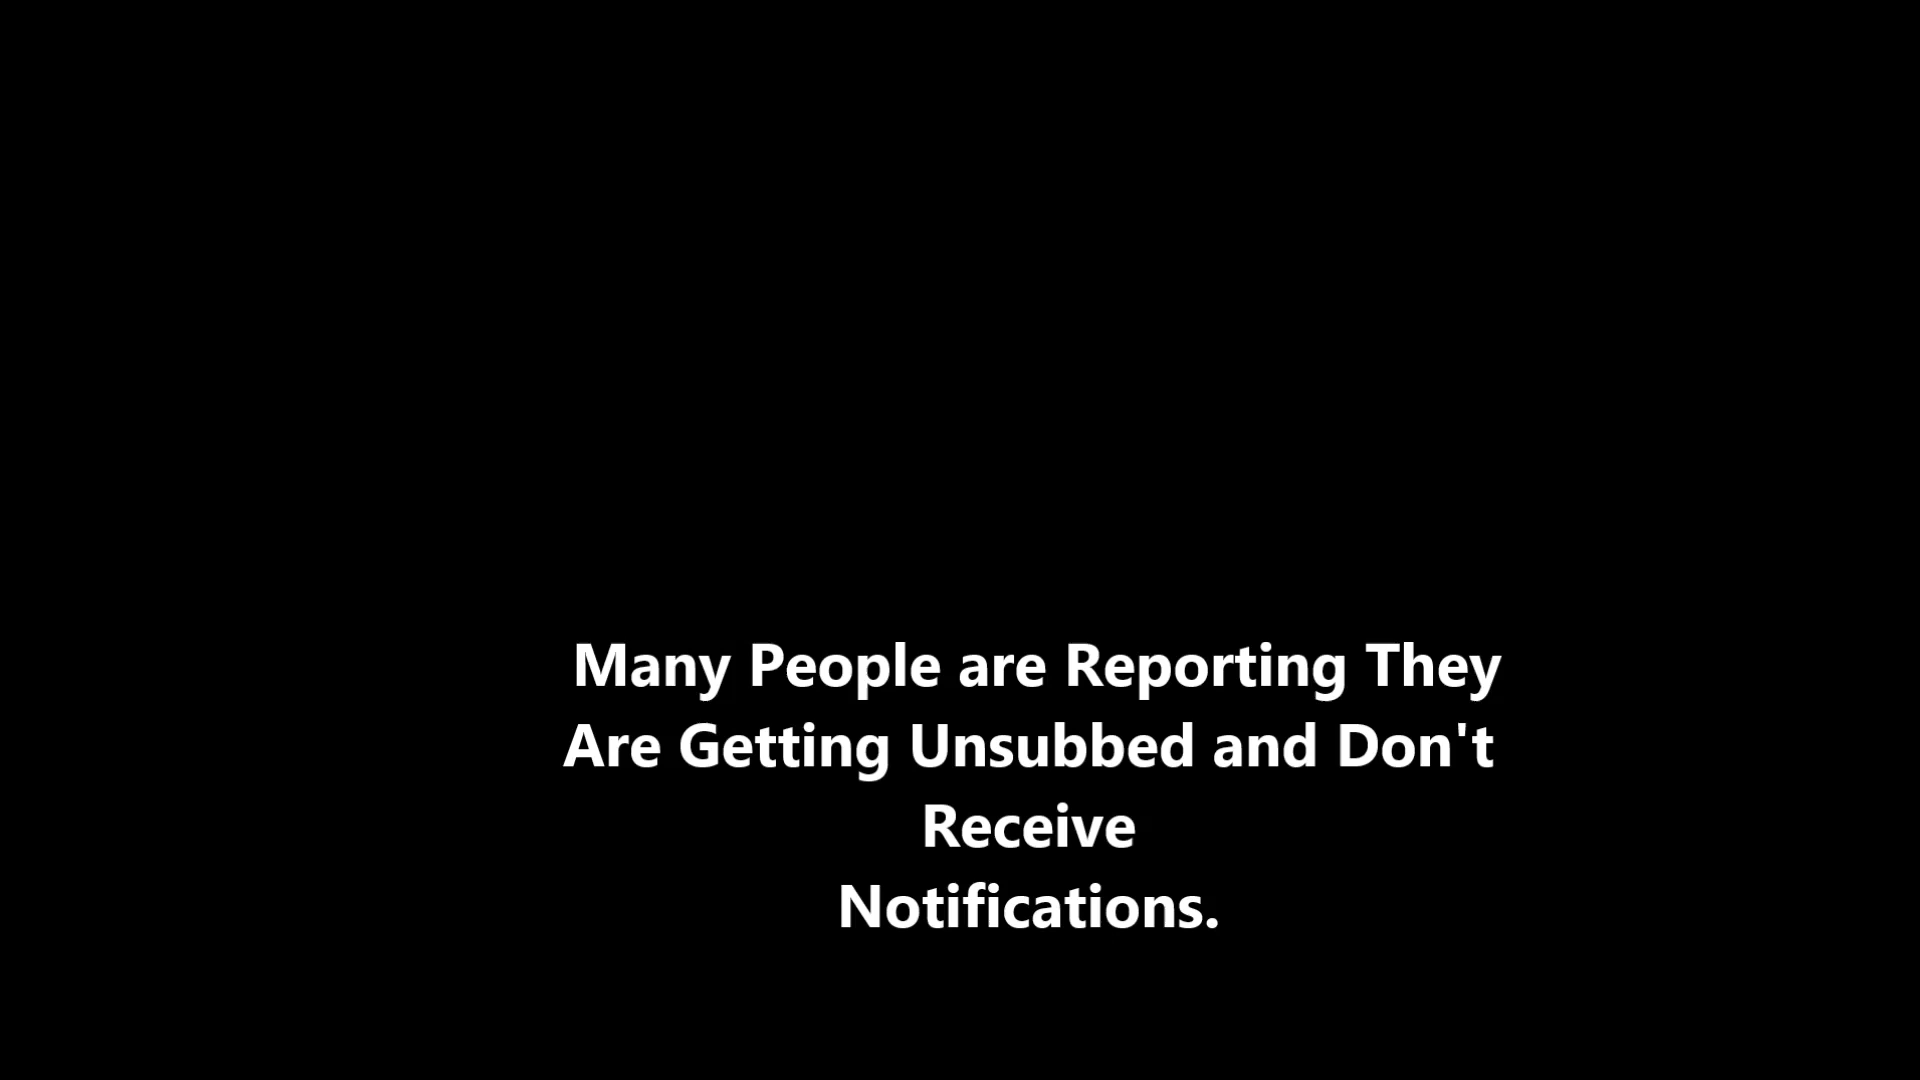 Many People are Reporting They
Are Getting Unsubbed and Don't
Receive
Notifications.